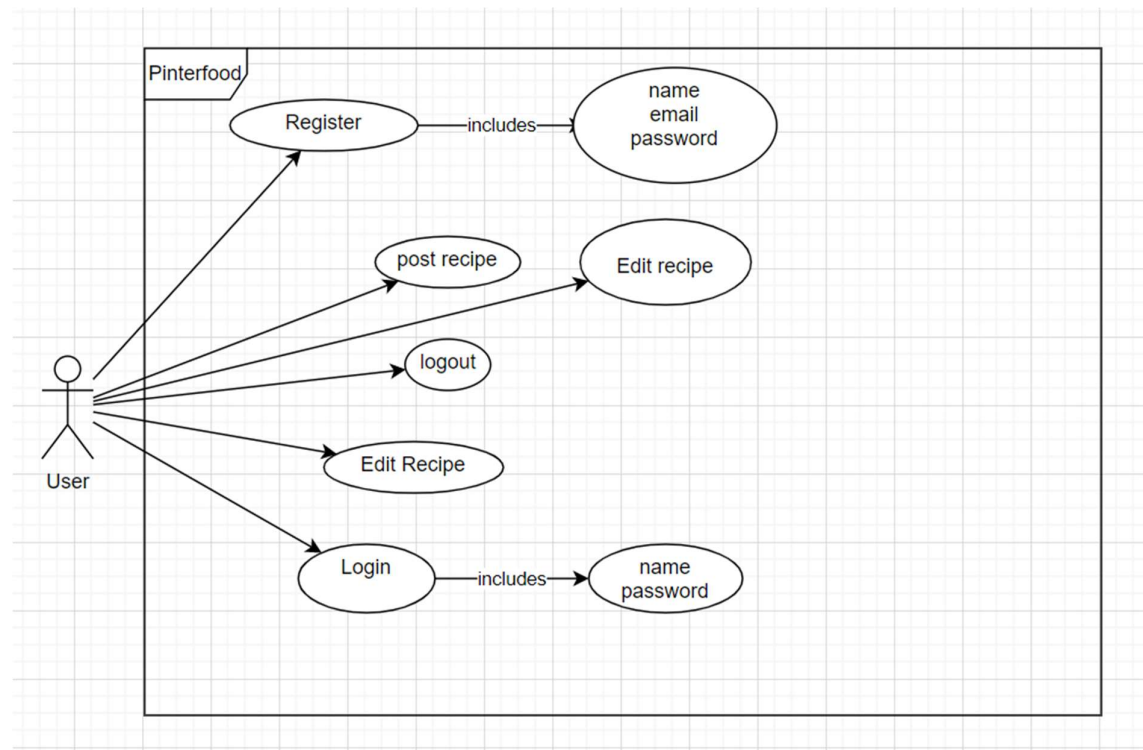 Pinterfood
Register
includes
name
email
password
post recipe
Edit recipe
logout
Edit Recipe
User
Login
includes
name
password